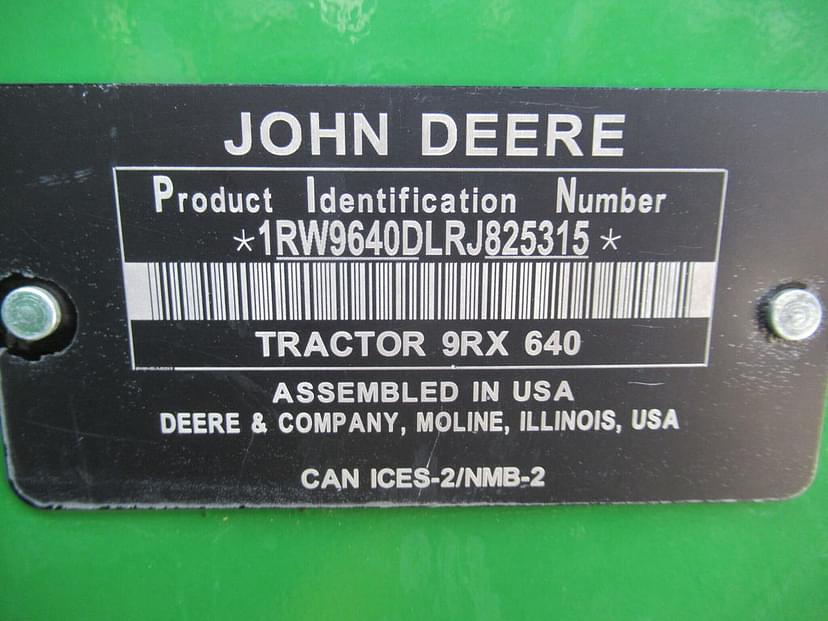 JOHN DEERE
Product Identification Number
*1RW9640DLRJ825315*
TRACTOR 9RX 640
ASSEMBLED IN USA
DEERE & COMPANY, MOLINE, ILLINOIS, USA
CAN ICES-2/NMB-2